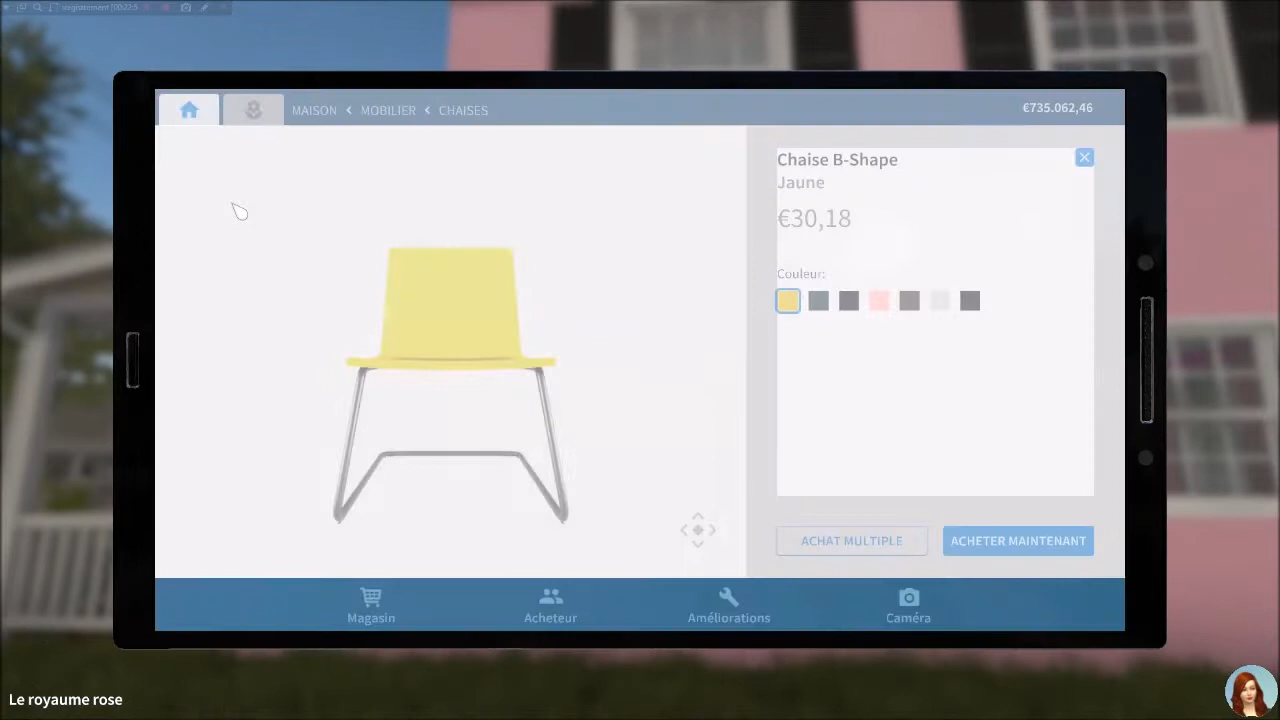 MAISON < MOBILIER < CHAISES
€735.062,46
Chaise B-Shape
Jaune
€30,18
Couleur:
ACHAT MULTIPLE
ACHETER MAINTENANT
Magasin
Acheteur
Améliorations
Caméra
Le royaume rose